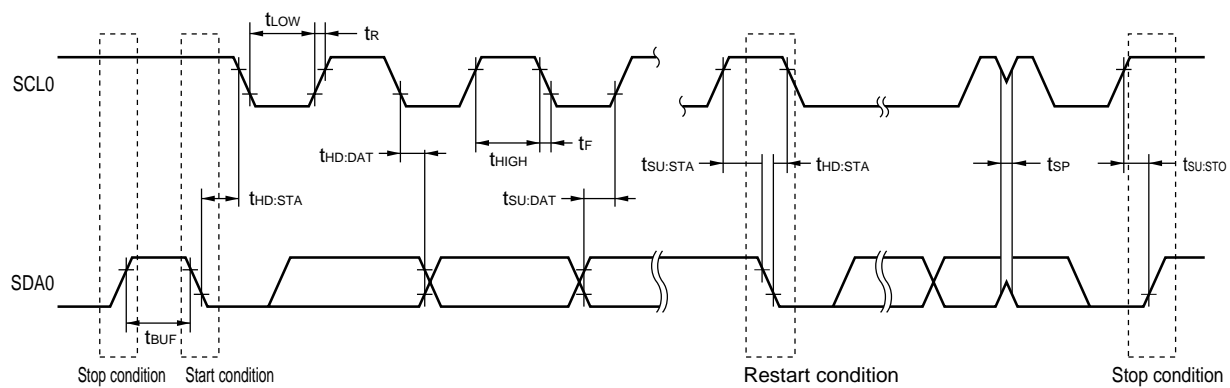 tLOW
tR
SCL0
tHD:DAT
tHIGH
tF
tSU:STA
tHD:STA
tSP
tSU:STO
tHD:STA
tSU:DAT
SDA0
tBUF
Stop condition
Start condition
Restart condition
Stop condition